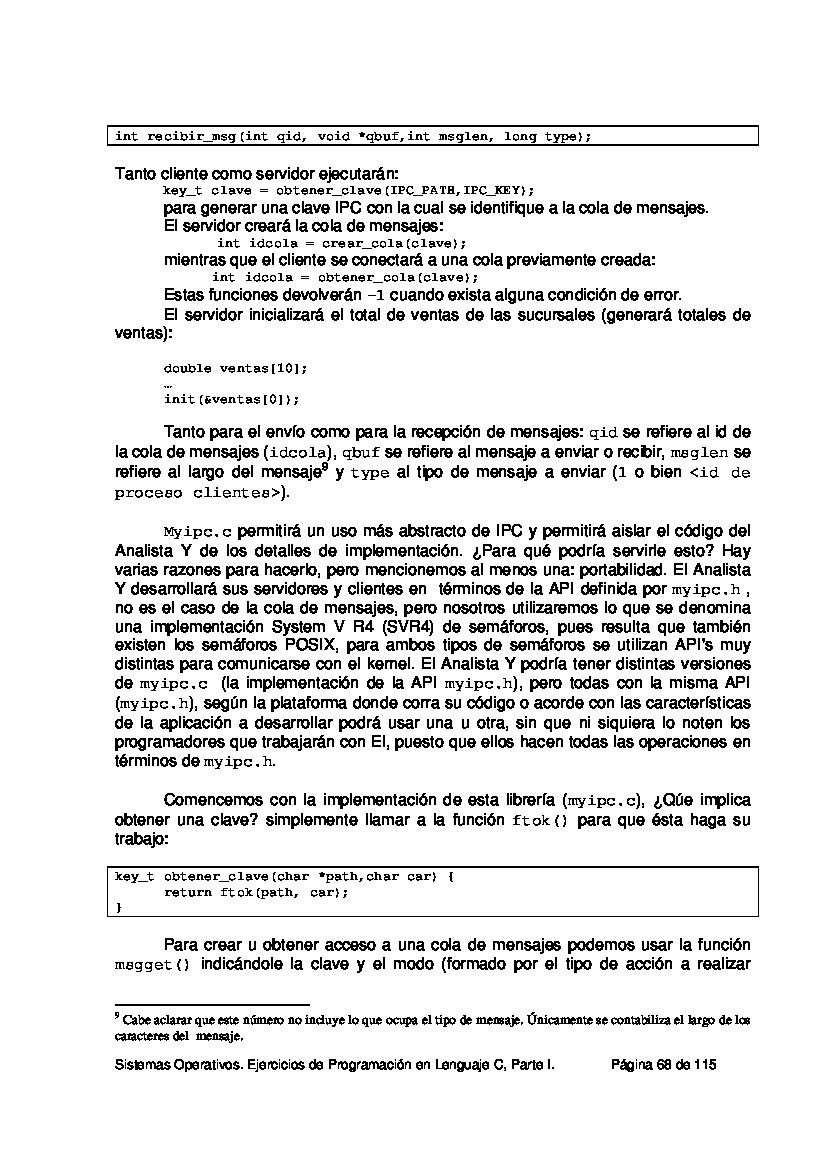 int recibir_msg(int qid, void *qbuf,int msglen, long type);
Tanto cliente como servidor ejecutarán:
key_t clave = obtener_clave(IPC_PATH,IPC_KEY);
para generar una clave IPC con la cual se identifique a la cola de mensajes.
El servidor creará la cola de mensajes:
int idcola = crear_cola(clave);
mientras que el cliente se conectará a una cola previamente creada:
int idcola = obtener_cola(clave);
Estas funciones devolverán –1 cuando exista alguna condición de error.
El servidor inicializará el total de ventas de las sucursales (generará totales de
ventas):
double ventas[10];
…
init(&ventas[0]);
Tanto para el envío como para la recepción de mensajes: qid se refiere al id de
la cola de mensajes (idcola), qbuf se refiere al mensaje a enviar o recibir, msglen se
refiere al largo del mensaje⁹ y type al tipo de mensaje a enviar (1 o bien <id de
proceso clientes>).
Myipc.c permitirá un uso más abstracto de IPC y permitirá aislar el código del
Analista Y de los detalles de implementación. ¿Para qué podría servirle esto? Hay
varias razones para hacerlo, pero mencionemos al menos una: portabilidad. El Analista
Y desarrollará sus servidores y clientes en términos de la API definida por myipc.h ,
no es el caso de la cola de mensajes, pero nosotros utilizaremos lo que se denomina
una implementación System V R4 (SVR4) de semáforos, pues resulta que también
existen los semáforos POSIX, para ambos tipos de semáforos se utilizan API's muy
distintas para comunicarse con el kernel. El Analista Y podría tener distintas versiones
de myipc.c (la implementación de la API myipc.h), pero todas con la misma API
(myipc.h), según la plataforma donde corra su código o acorde con las características
de la aplicación a desarrollar podrá usar una u otra, sin que ni siquiera lo noten los
programadores que trabajarán con El, puesto que ellos hacen todas las operaciones en
términos de myipc.h.
Comencemos con la implementación de esta librería (myipc.c), ¿Qúe implica
obtener una clave? simplemente llamar a la función ftok() para que ésta haga su
trabajo:
key_t obtener_clave(char *path,char car) {
return ftok(path, car);
}
Para crear u obtener acceso a una cola de mensajes podemos usar la función
msgget() indicándole la clave y el modo (formado por el tipo de acción a realizar
⁹ Cabe aclarar que este número no incluye lo que ocupa el tipo de mensaje. Únicamente se contabiliza el largo de los
caracteres del mensaje.
Sistemas Operativos. Ejercicios de Programación en Lenguaje C, Parte I. Página 68 de 115